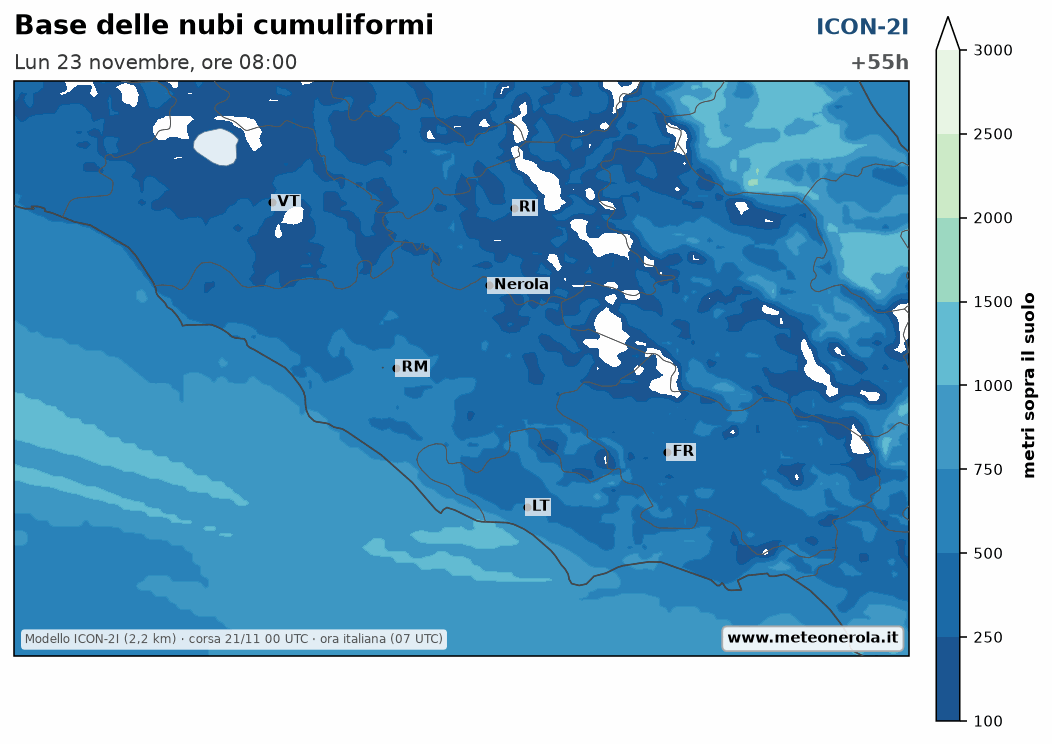 Base delle nubi cumuliformi
ICON-2I
Lun 23 novembre, ore 08:00
+55h
VT
RI
Nerola
RM
FR
LT
Modello ICON-2I (2,2 km) · corsa 21/11 00 UTC · ora italiana (07 UTC)
www.meteonerola.it
3000
2500
2000
1500
1000
750
500
250
100
metri sopra il suolo